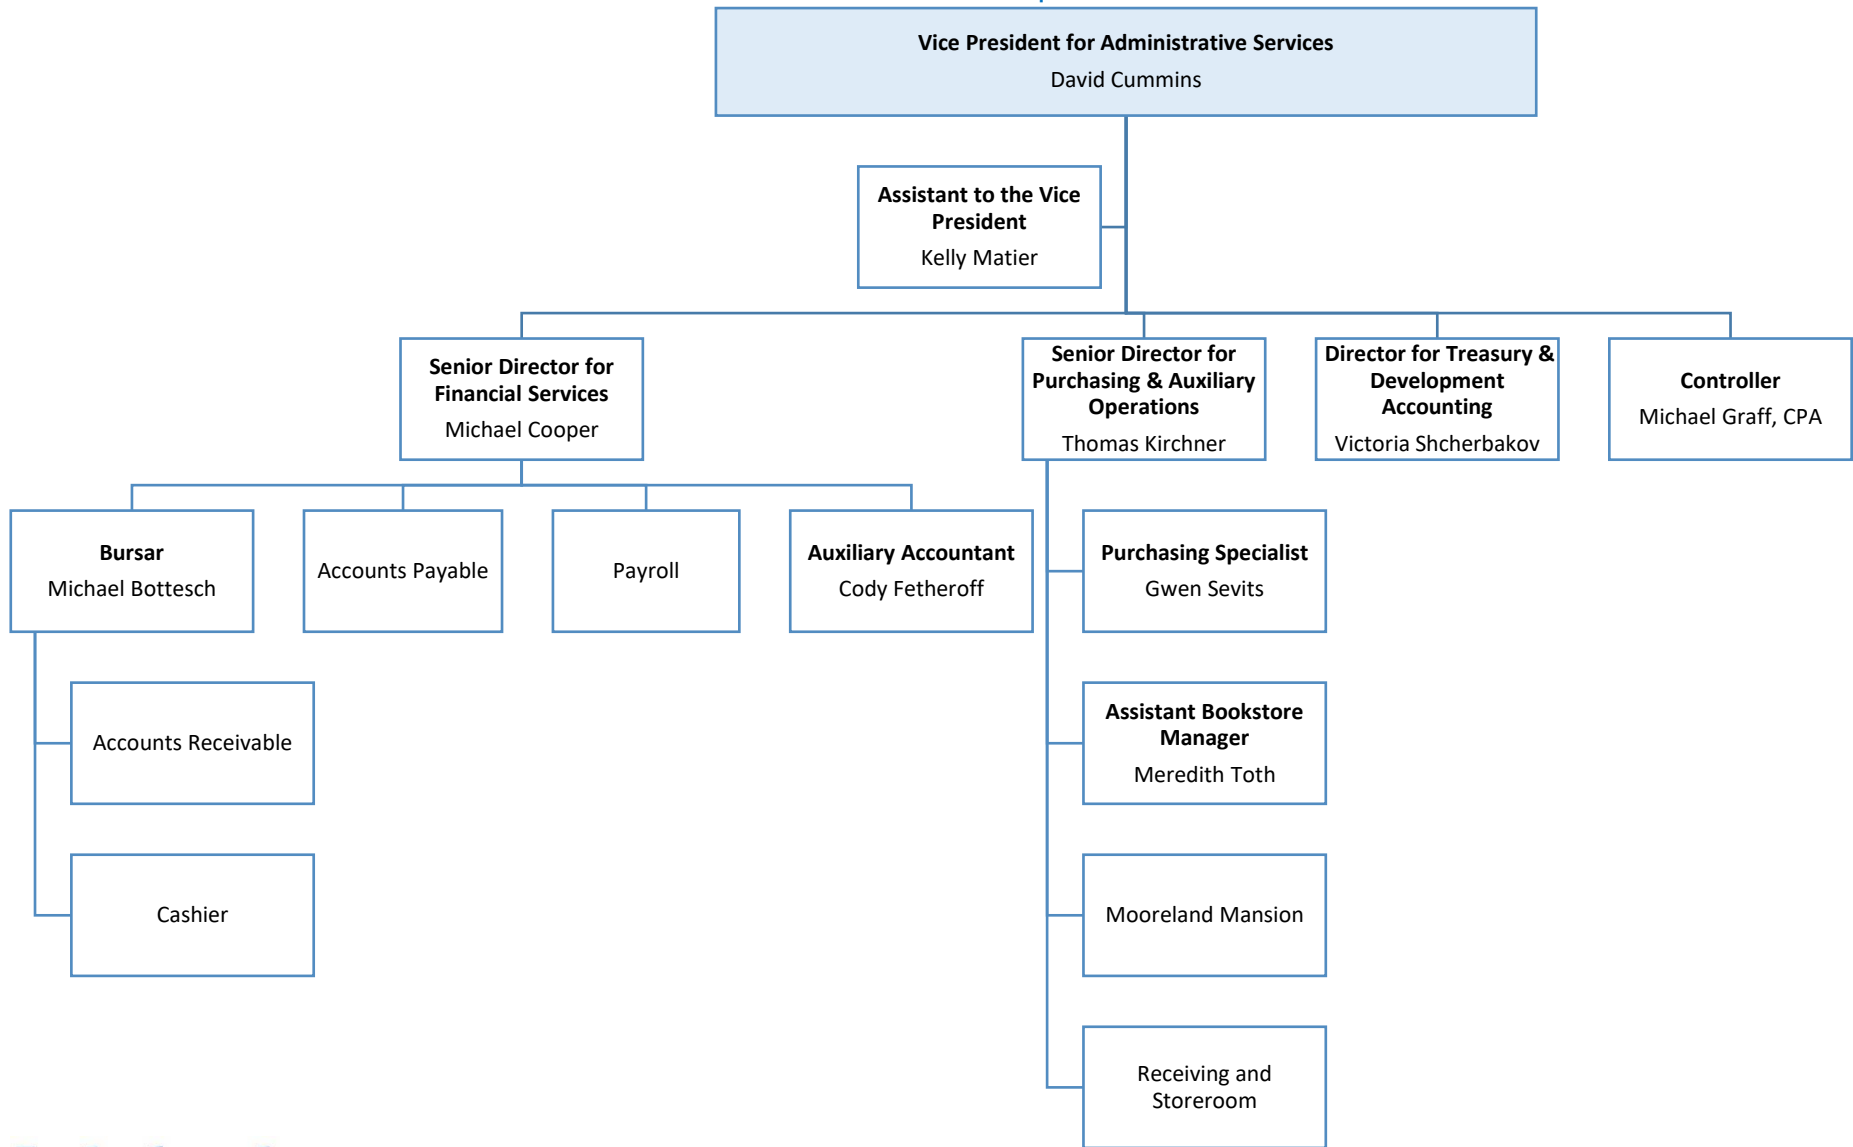 Vice President for Administrative Services
David Cummins
Assistant to the Vice
President
Kelly Matier
Senior Director for
Financial Services
Michael Cooper
Senior Director for
Purchasing & Auxiliary
Operations
Thomas Kirchner
Director for Treasury &
Development
Accounting
Victoria Shcherbakov
Controller
Michael Graff, CPA
Bursar
Michael Bottesch
Accounts Payable
Payroll
Auxiliary Accountant
Cody Fetheroff
Purchasing Specialist
Gwen Sevits
Accounts Receivable
Assistant Bookstore
Manager
Meredith Toth
Cashier
Mooreland Mansion
Receiving and
Storeroom